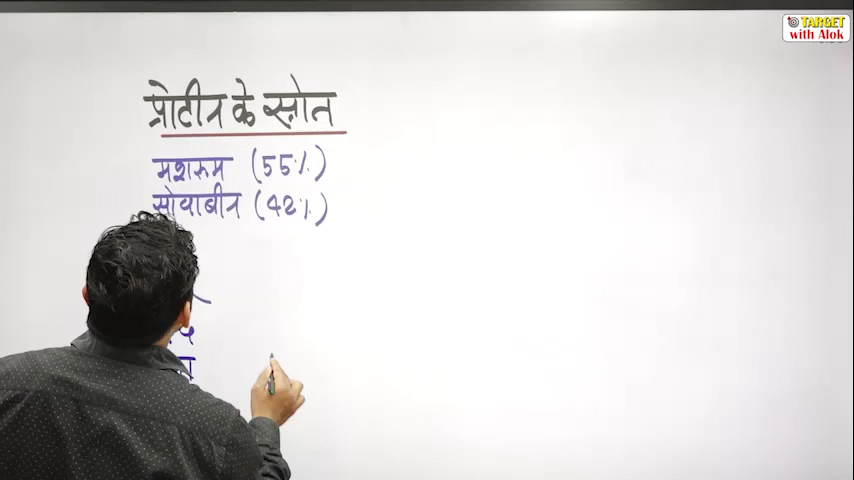 TARGET
with Alok
प्रोटीन के स्रोत
मशरूम (55%)
सोयाबीन (42%)